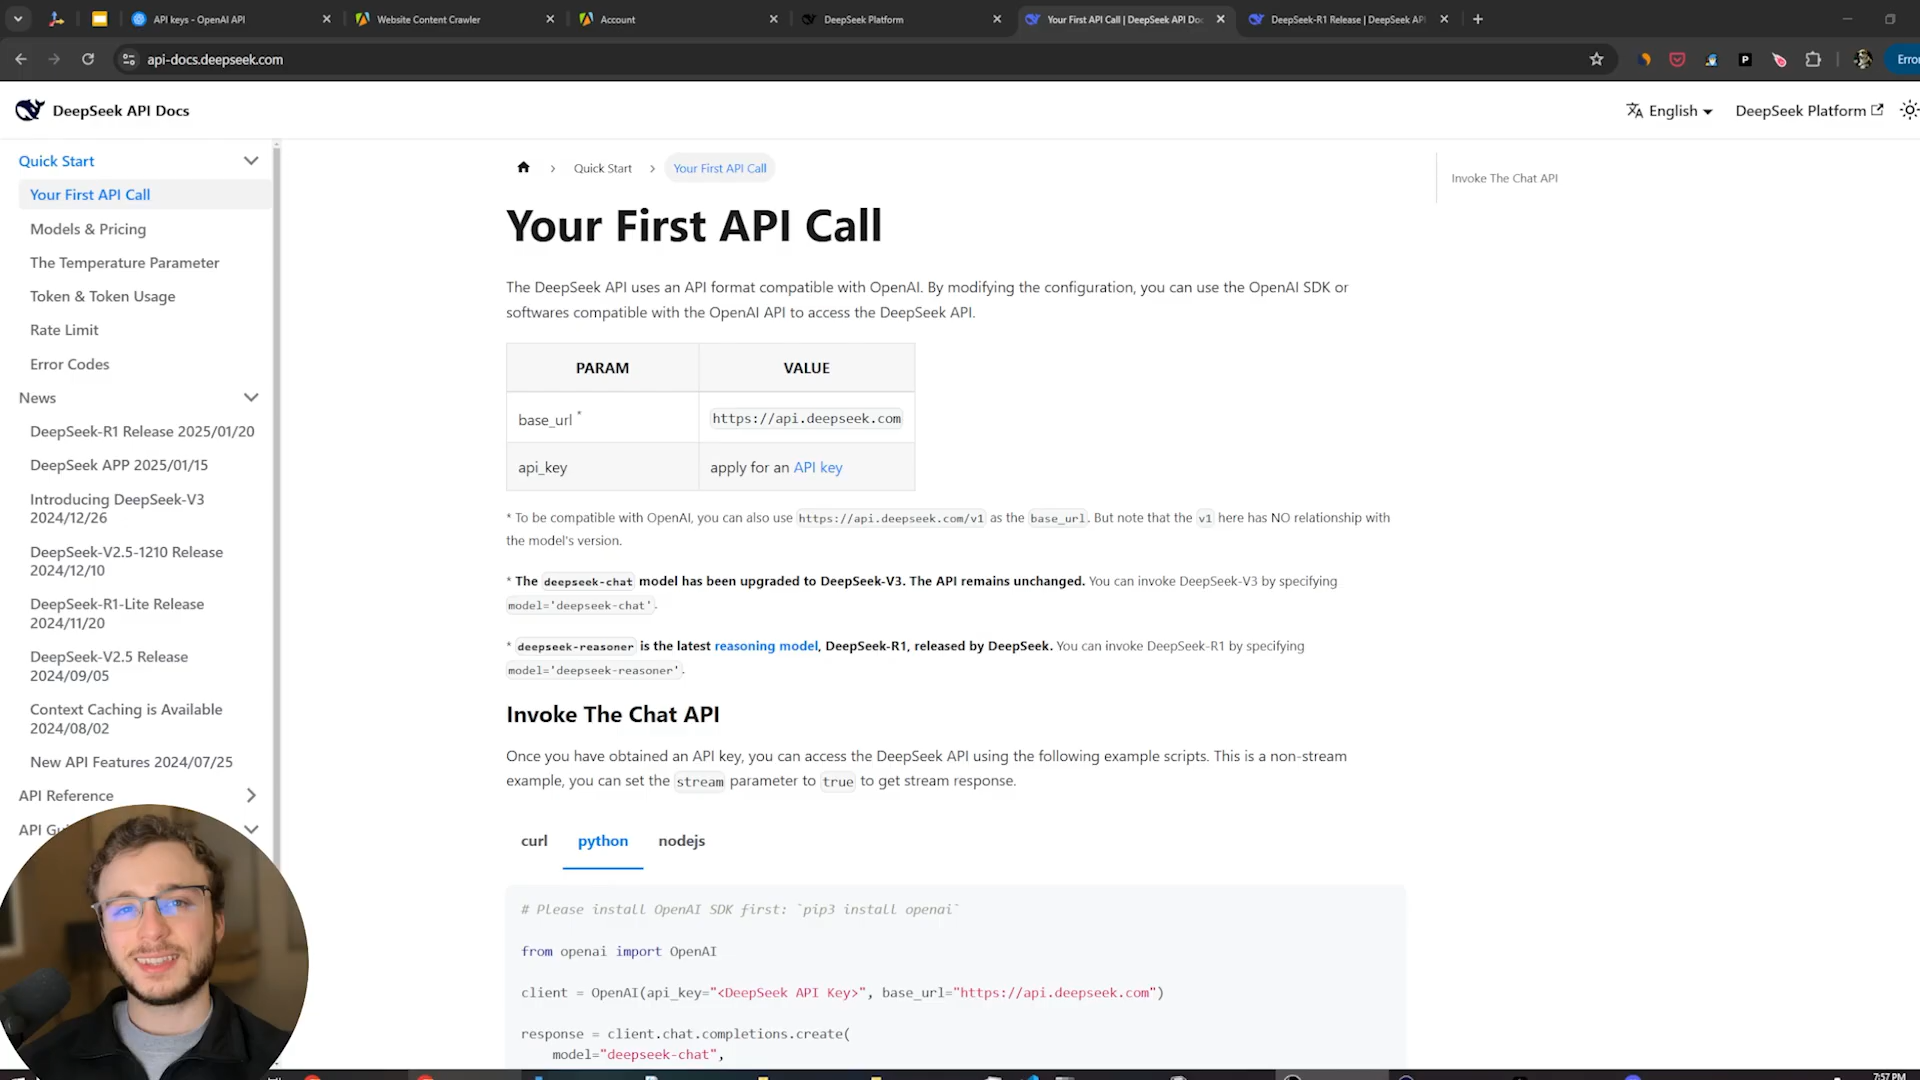 API keys - OpenAI API
Website Content Crawler
Account
DeepSeek Platform
Your First API Call | DeepSeek API Doc
DeepSeek-R1 Release | DeepSeek API
api-docs.deepseek.com
P
Error
DeepSeek API Docs
English
DeepSeek Platform
Quick Start
Your First API Call
Models & Pricing
The Temperature Parameter
Token & Token Usage
Rate Limit
Error Codes
News
DeepSeek-R1 Release 2025/01/20
DeepSeek APP 2025/01/15
Introducing DeepSeek-V3
2024/12/26
DeepSeek-V2.5-1210 Release
2024/12/10
DeepSeek-R1-Lite Release
2024/11/20
DeepSeek-V2.5 Release
2024/09/05
Context Caching is Available
2024/08/02
New API Features 2024/07/25
API Reference
API Gu
Quick Start
Your First API Call
Your First API Call
The DeepSeek API uses an API format compatible with OpenAI. By modifying the configuration, you can use the OpenAI SDK or
softwares compatible with the OpenAI API to access the DeepSeek API.
PARAM VALUE
base_url * https://api.deepseek.com
api_key apply for an API key
* To be compatible with OpenAI, you can also use https://api.deepseek.com/v1 as the base_url. But note that the v1 here has NO relationship with
the model's version.
* The deepseek-chat model has been upgraded to DeepSeek-V3. The API remains unchanged. You can invoke DeepSeek-V3 by specifying
model='deepseek-chat'.
* deepseek-reasoner is the latest reasoning model, DeepSeek-R1, released by DeepSeek. You can invoke DeepSeek-R1 by specifying
model='deepseek-reasoner'.
Invoke The Chat API
Once you have obtained an API key, you can access the DeepSeek API using the following example scripts. This is a non-stream
example, you can set the stream parameter to true to get stream response.
curl python nodejs
# Please install OpenAI SDK first: `pip3 install openai`
from openai import OpenAI
client = OpenAI(api_key="<DeepSeek API Key>", base_url="https://api.deepseek.com")
response = client.chat.completions.create(
model="deepseek-chat",
Invoke The Chat API
7:57 PM